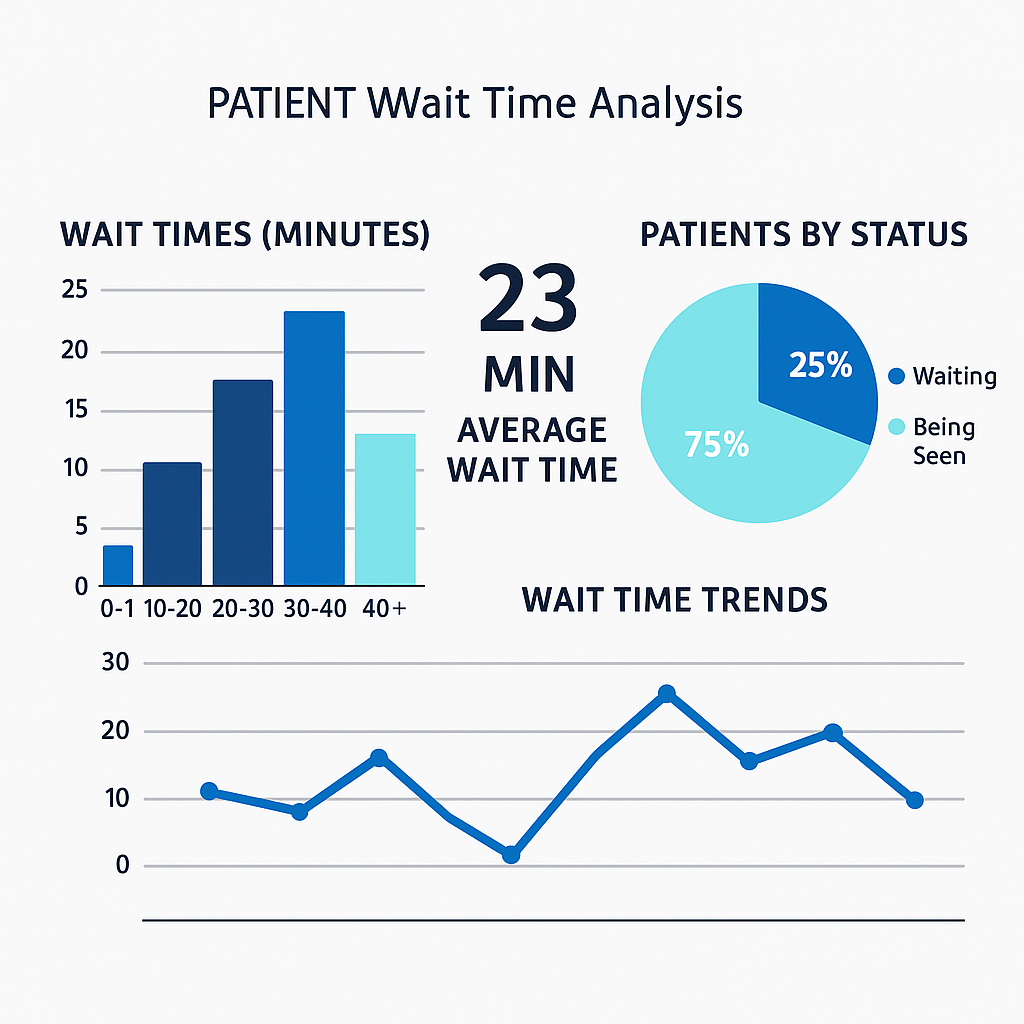 PATIENT WWait Time Analysis
WAIT TIMES (MINUTES)
25
20
15
10
5
0
0-1 10-20 20-30 30-40 40+
23
MIN
AVERAGE
WAIT TIME
PATIENTS BY STATUS
25%
75%
Waiting
Being
Seen
WAIT TIME TRENDS
30
20
10
0